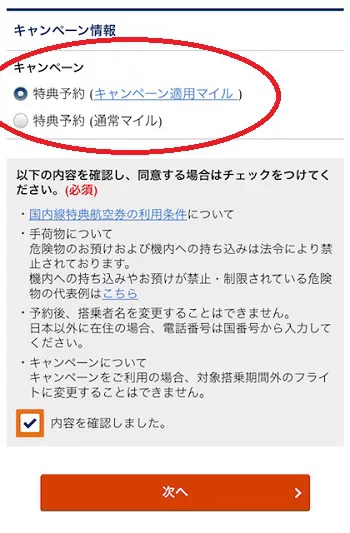 キャンペーン情報
キャンペーン
特典予約 (キャンペーン適用マイル )
特典予約 (通常マイル)
以下の内容を確認し、同意する場合はチェックをつけてく
ださい。(必須)
・国内線特典航空券の利用条件について
・手荷物について
危険物のお預けおよび機内への持ち込みは法令により禁
止されております。
機内への持ち込みやお預けが禁止・制限されている危険
物の代表例はこちら
・予約後、搭乗者名を変更することはできません。
日本以外に在住の場合、電話番号は国番号から入力して
ください。
・キャンペーンについて
キャンペーンをご利用の場合、対象搭乗期間外のフライ
トに変更することはできません。
内容を確認しました。
次へ